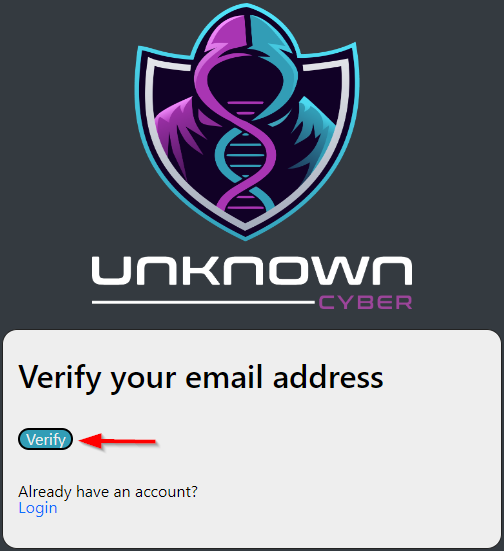 UNKNOWN
CYBER
Verify your email address
Verify
Already have an account?
Login